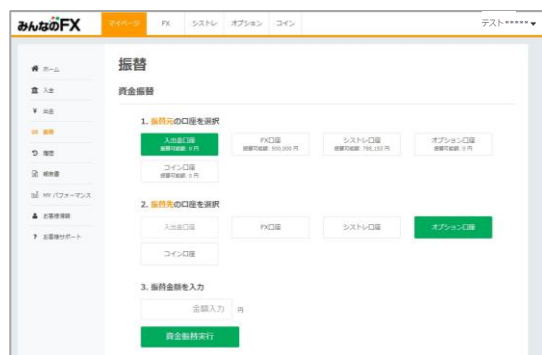 みんなのFX
マイページ FX シストレ オプション コイン テスト*****
ホーム
入金
出金
振替
履歴
報告書
MY パフォーマンス
お客様情報
お客様サポート
振替
資金振替
1. 振替元の口座を選択
入出金口座 FX口座 シストレ口座 オプション口座
振替可能額: 0 円 振替可能額: 500,000 円 振替可能額: 円 振替可能額: 0 円
コイン口座
振替可能額: 0 円
2. 振替先の口座を選択
入出金口座 FX口座 シストレ口座 オプション口座
コイン口座
3. 振替金額を入力
金額入力 円
資金振替実行